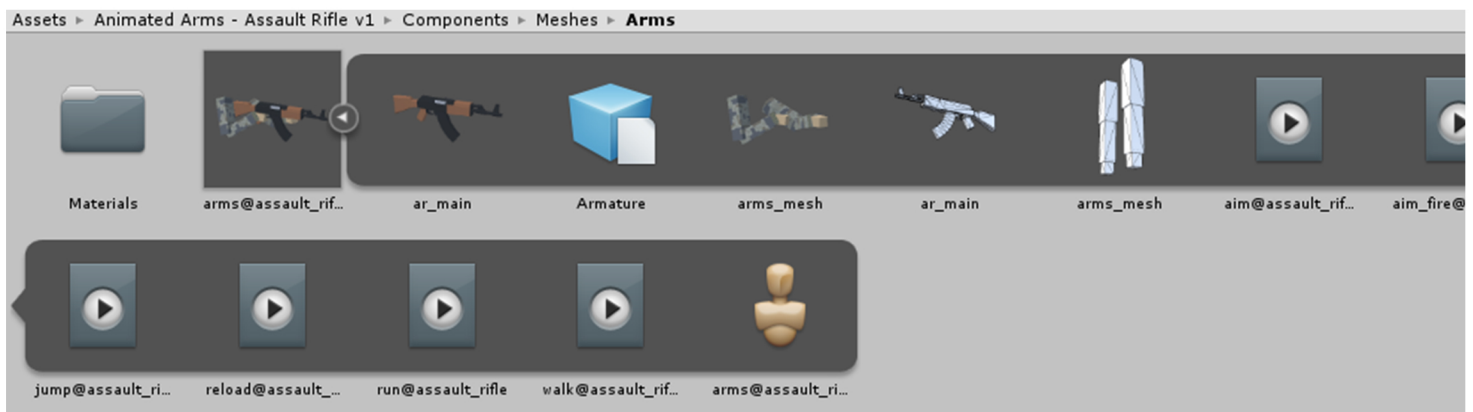 Assets ▸ Animated Arms - Assault Rifle v1 ▸ Components ▸ Meshes ▸ Arms
Materials arms@assault_rif... ar_main Armature arms_mesh ar_main arms_mesh aim@assault_rif... aim_fire@
jump@assault_ri... reload@assault_... run@assault_rifle walk@assault_rif... arms@assault_ri...